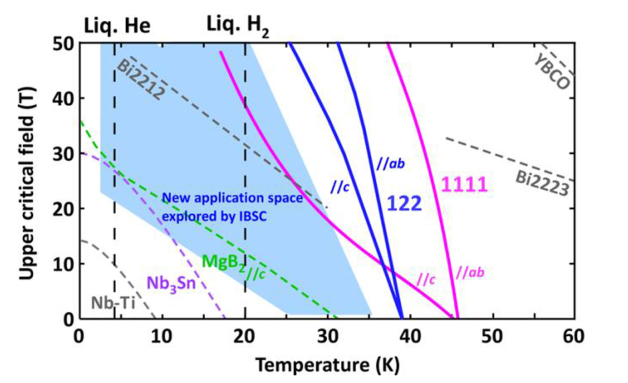 Liq. He
Liq. H₂
Upper critical field (T)
50
40
30
20
10
0
Bi2212
YBCO
//ab
//c
122
1111
Bi2223
New application space
explored by IBSC
MgB₂//c
Nb₃Sn
Nb-Ti
//c
//ab
0
10
20
30
40
50
60
Temperature (K)